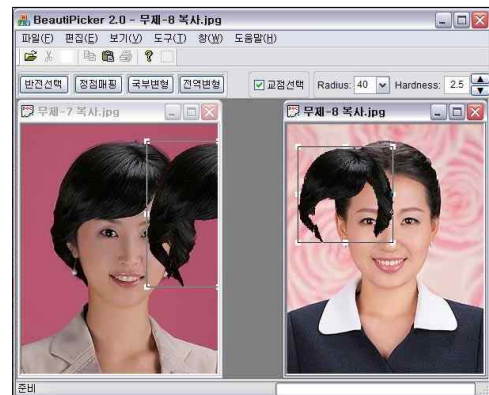 BeautiPicker 2.0 - 무제-8 복사.jpg
파일(F) 편집(E) 보기(V) 도구(T) 창(W) 도움말(H)
반전선택 정점매핑 국부변형 전역변형 교점선택 Radius: 40 Hardness: 2.5
무제-7 복사.jpg
무제-8 복사.jpg
준비